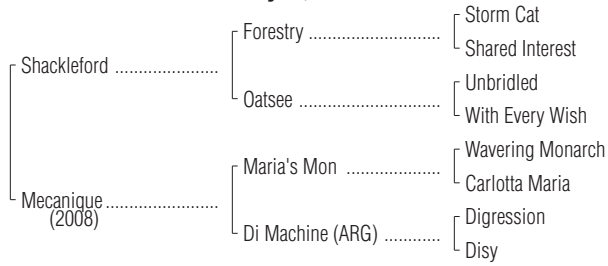 Storm Cat
Forestry ........................
Shared Interest
Shackleford .....................
Unbridled
Oatsee ..........................
With Every Wish
Wavering Monarch
Maria's Mon .....................
Carlotta Maria
Mecanique .......................
(2008)
Digression
Di Machine (ARG) ............
Disy